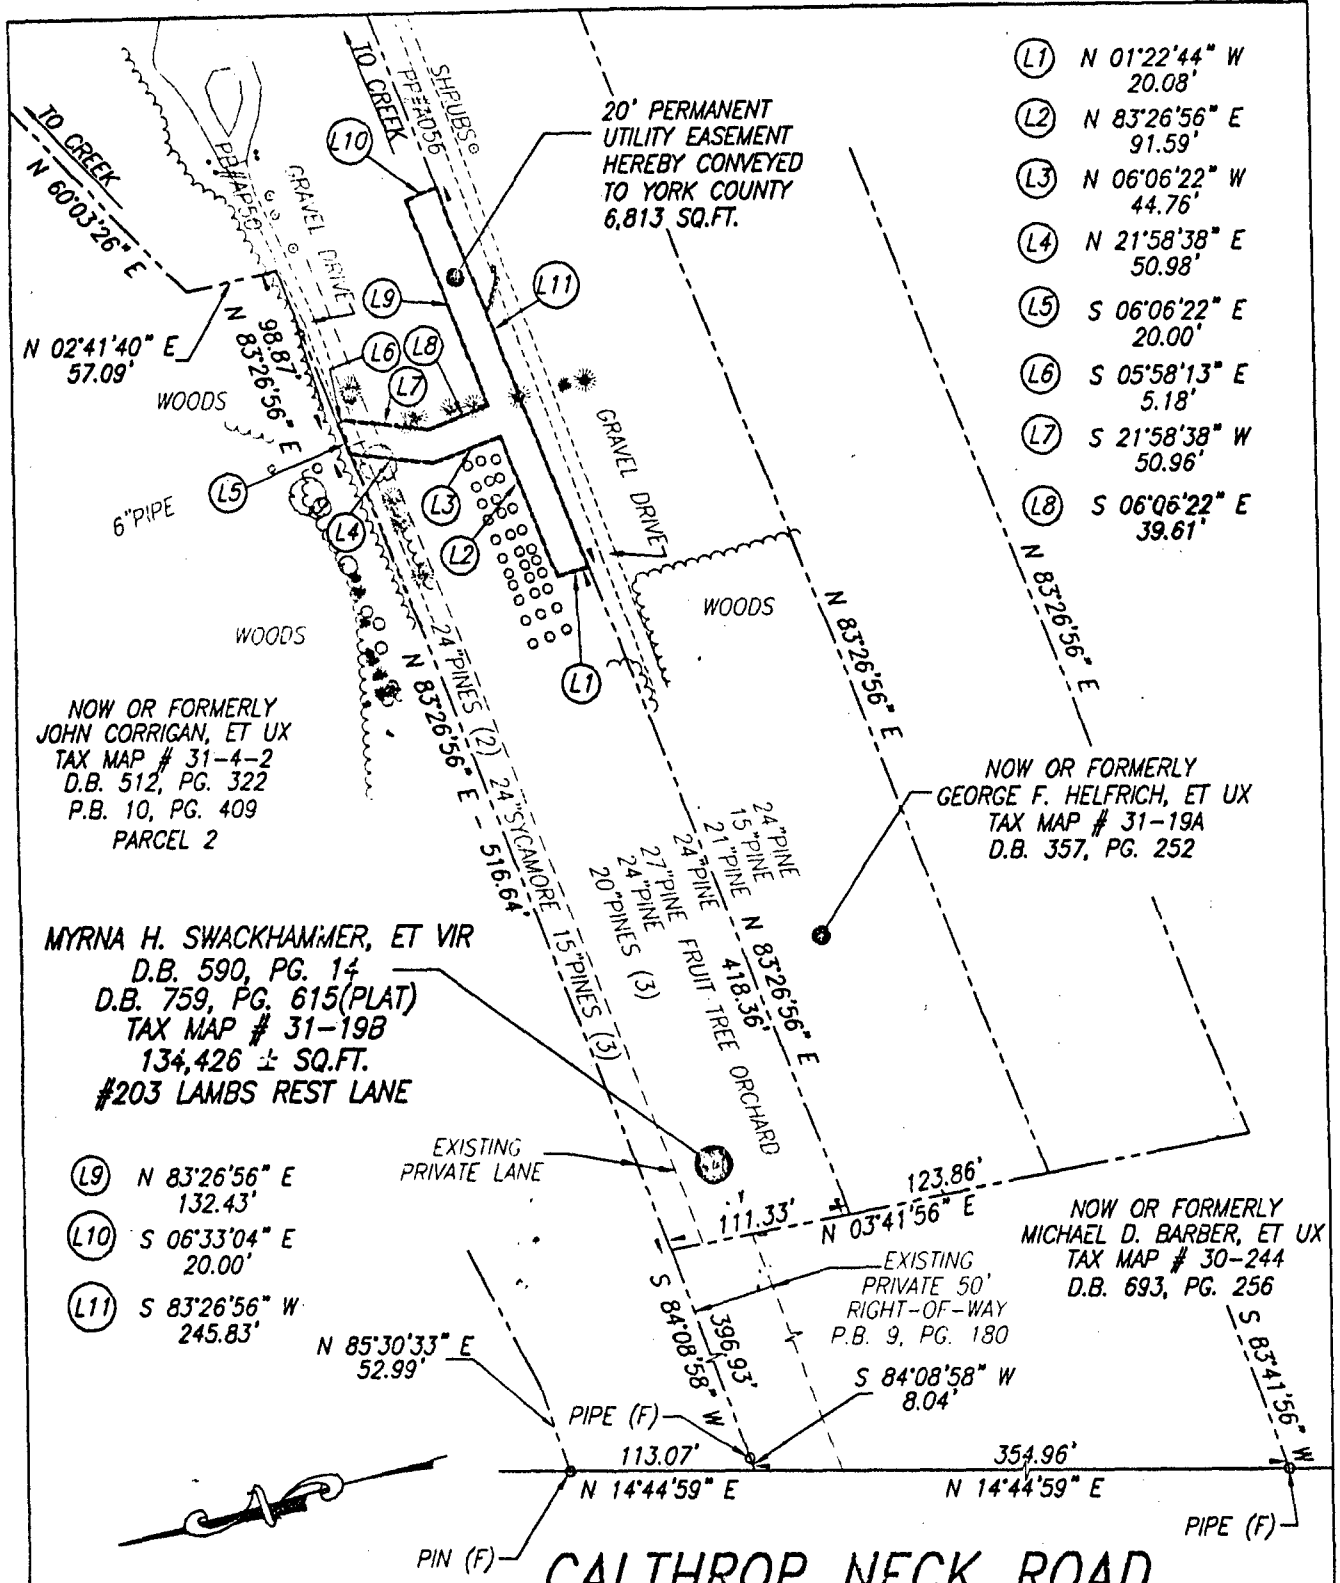 TO CREEK
N 60°03'26" E
PP#AP50
GRAVEL DRIVE
TO CREEK
PP#AD56
SHRUBS
L10
20' PERMANENT
UTILITY EASEMENT
HEREBY CONVEYED
TO YORK COUNTY
6,813 SQ.FT.
L1 N 01°22'44" W
20.08'
L2 N 83°26'56" E
91.59'
L3 N 06°06'22" W
44.76'
L4 N 21°58'38" E
50.98'
L5 S 06°06'22" E
20.00'
L6 S 05°58'13" E
5.18'
L7 S 21°58'38" W
50.96'
L8 S 06°06'22" E
39.61'
N 02°41'40" E
57.09'
98.87'
N 83°26'56" E
L9
L11
L6
L8
L7
WOODS
6"PIPE
L5
L4
L3
L2
L1
GRAVEL DRIVE
WOODS
WOODS
N 83°26'56" E
N 83°26'56" E
NOW OR FORMERLY
JOHN CORRIGAN, ET UX
TAX MAP # 31-4-2
D.B. 512, PG. 322
P.B. 10, PG. 409
PARCEL 2
N 83°26'56" E - 516.64'
24"PINES (2) 24"SYCAMORE 15"PINES (3)
NOW OR FORMERLY
GEORGE F. HELFRICH, ET UX
TAX MAP # 31-19A
D.B. 357, PG. 252
24"PINE
15"PINE
21"PINE
24"PINE
27"PINE
24"PINE
20"PINES (3)
FRUIT TREE ORCHARD
N 83°26'56" E
418.36'
MYRNA H. SWACKHAMMER, ET VIR
D.B. 590, PG. 14
D.B. 759, PG. 615(PLAT)
TAX MAP # 31-19B
134,426 ± SQ.FT.
#203 LAMBS REST LANE
EXISTING
PRIVATE LANE
L9 N 83°26'56" E
132.43'
L10 S 06°33'04" E
20.00'
L11 S 83°26'56" W
245.83'
111.33'
123.86'
N 03°41'56" E
NOW OR FORMERLY
MICHAEL D. BARBER, ET UX
TAX MAP # 30-244
D.B. 693, PG. 256
EXISTING
PRIVATE 50'
RIGHT-OF-WAY
P.B. 9, PG. 180
396.93'
S 84°08'58" W
N 85°30'33" E
52.99'
S 84°08'58" W
8.04'
S 83°41'56" W
PIPE (F)
113.07'
N 14°44'59" E
354.96'
N 14°44'59" E
PIPE (F)
PIN (F)
CALTHROP NECK ROAD